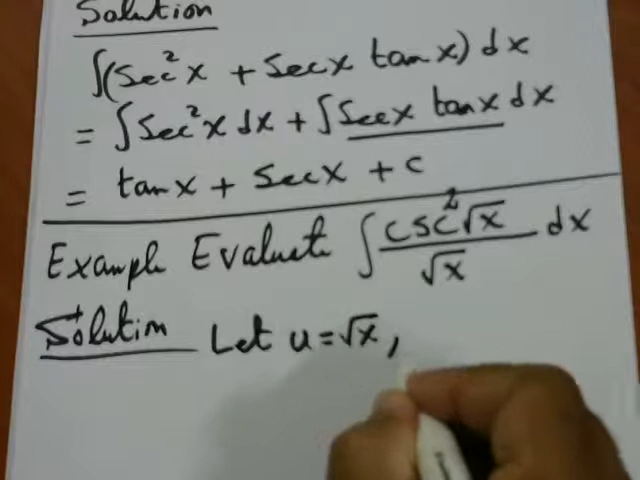 Solution
∫(Sec²x + Secx tanx) dx
= ∫Sec²x dx + ∫Secx tanx dx
= tanx + Secx + c
Example Evaluate ∫ csc²√x / √x dx
Solution Let u = √x,